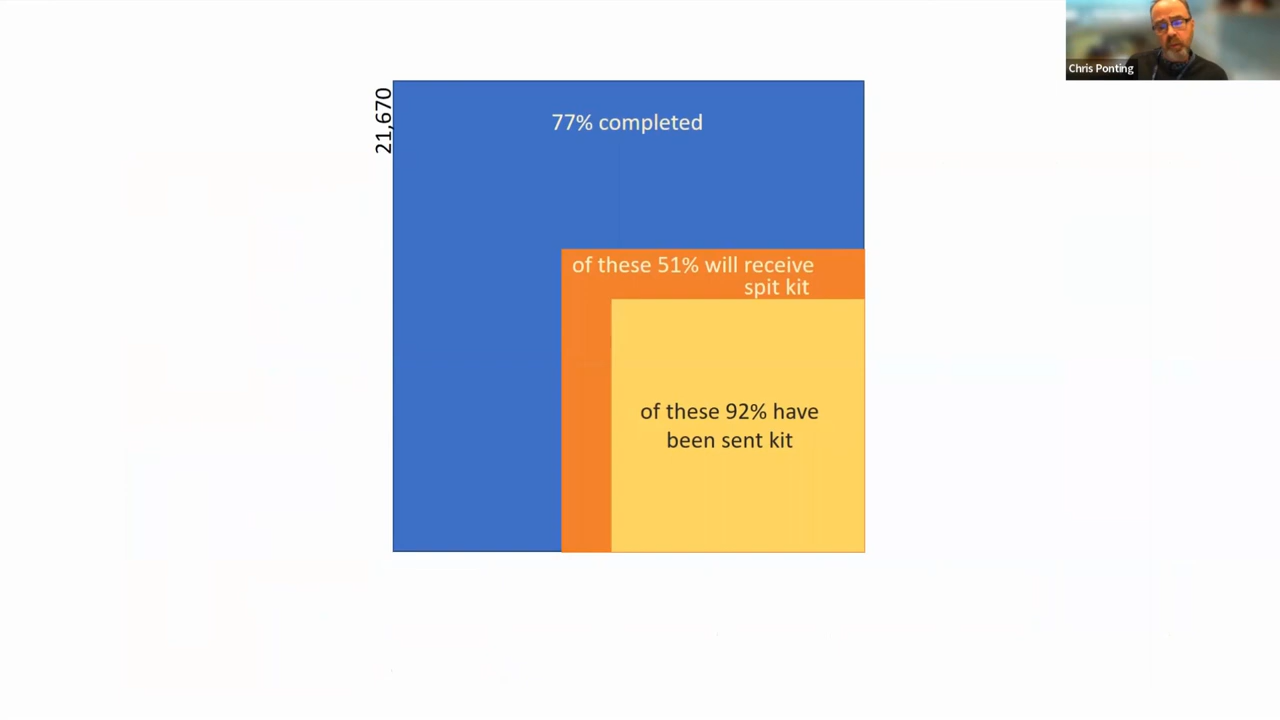 Chris Ponting
21,670
77% completed
of these 51% will receive
spit kit
of these 92% have
been sent kit